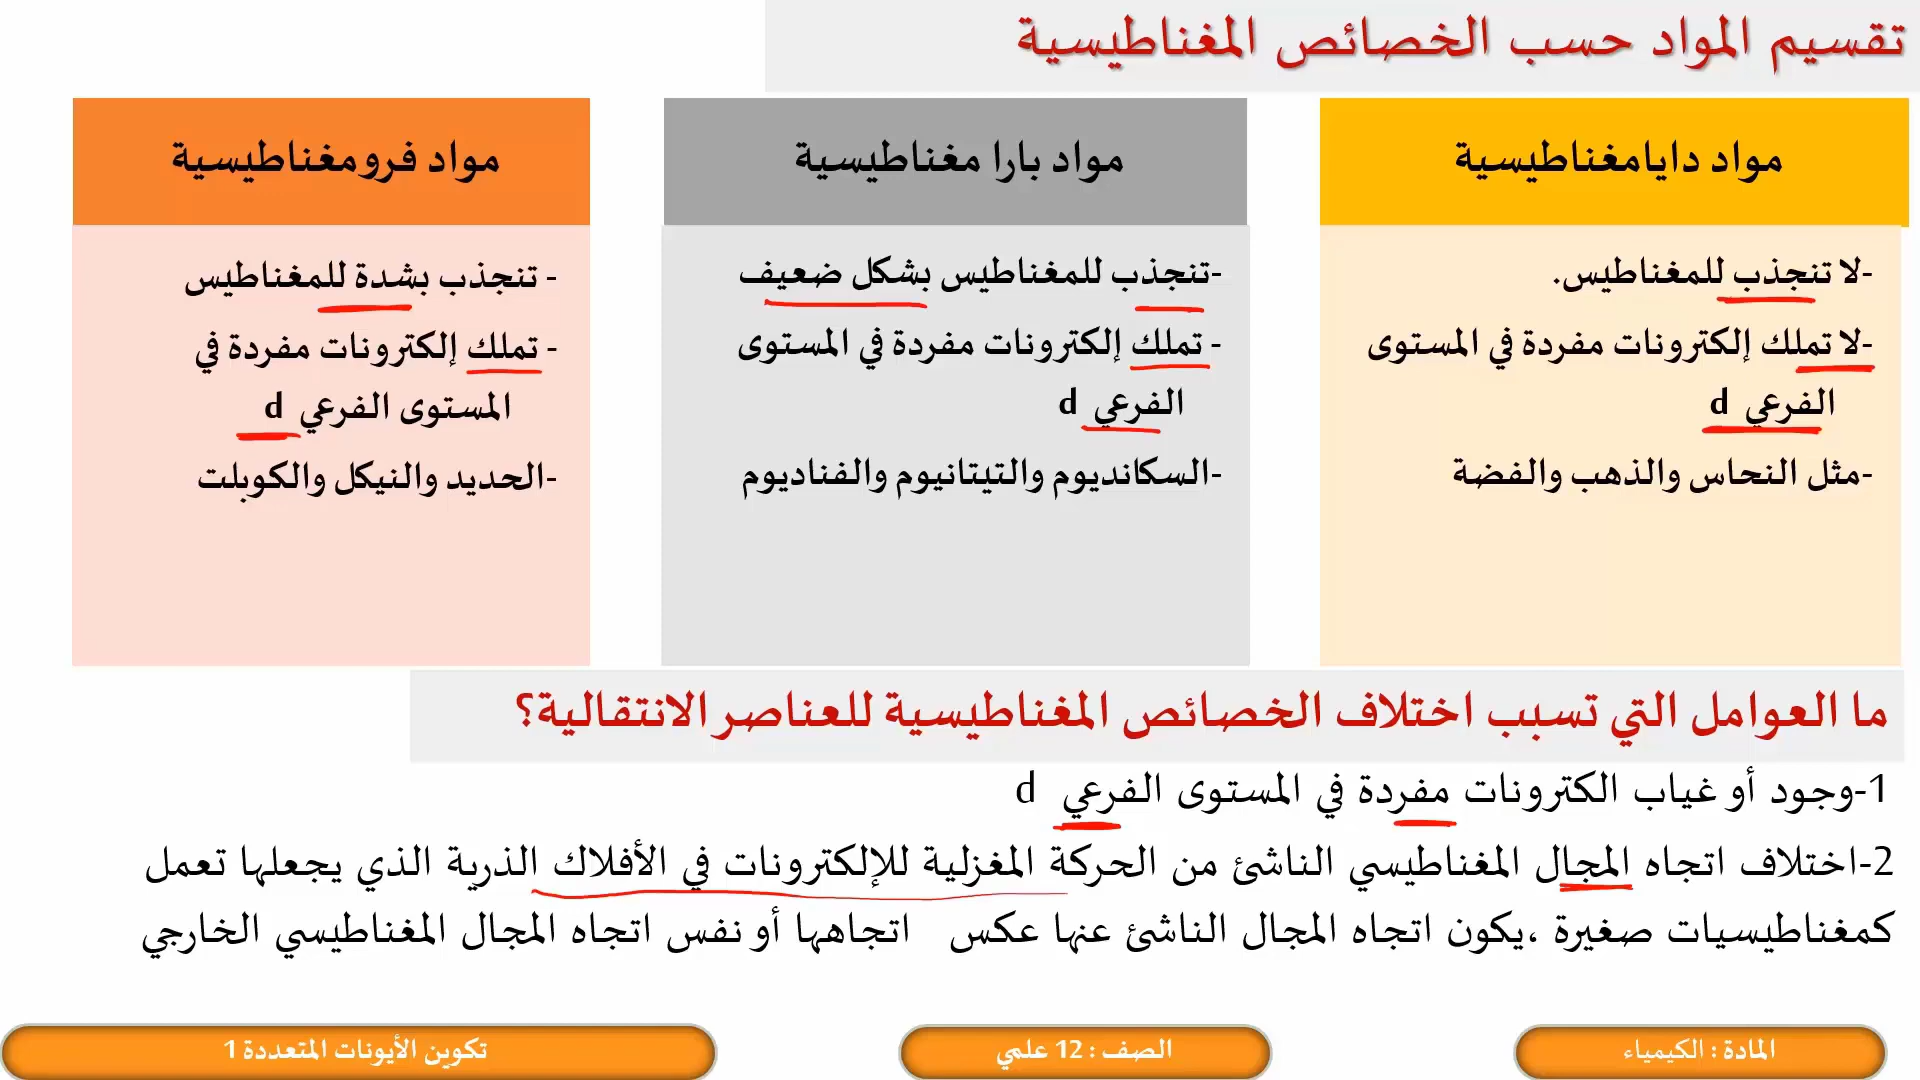 تقسيم المواد حسب الخصائص المغناطيسية
مواد دايامغناطيسية
-لا تنجذب للمغناطيس.
-لا تملك إلكترونات مفردة في المستوى
الفرعي d
-مثل النحاس والذهب والفضة
مواد بارا مغناطيسية
-تنجذب للمغناطيس بشكل ضعيف
- تملك إلكترونات مفردة في المستوى
الفرعي d
-السكانديوم والتيتانيوم والفناديوم
مواد فرومغناطيسية
- تنجذب بشدة للمغناطيس
- تملك إلكترونات مفردة في
المستوى الفرعي d
-الحديد والنيكل والكوبلت
ما العوامل التي تسبب اختلاف الخصائص المغناطيسية للعناصر الانتقالية؟
1-وجود أو غياب الكترونات مفردة في المستوى الفرعي d
2-اختلاف اتجاه المجال المغناطيسي الناشئ من الحركة المغزلية للإلكترونات في الأفلاك الذرية الذي يجعلها تعمل
كمغناطيسيات صغيرة ،يكون اتجاه المجال الناشئ عنها عكس اتجاهها أو نفس اتجاه المجال المغناطيسي الخارجي
المادة : الكيمياء
الصف : 12 علمي
تكوين الأيونات المتعددة 1